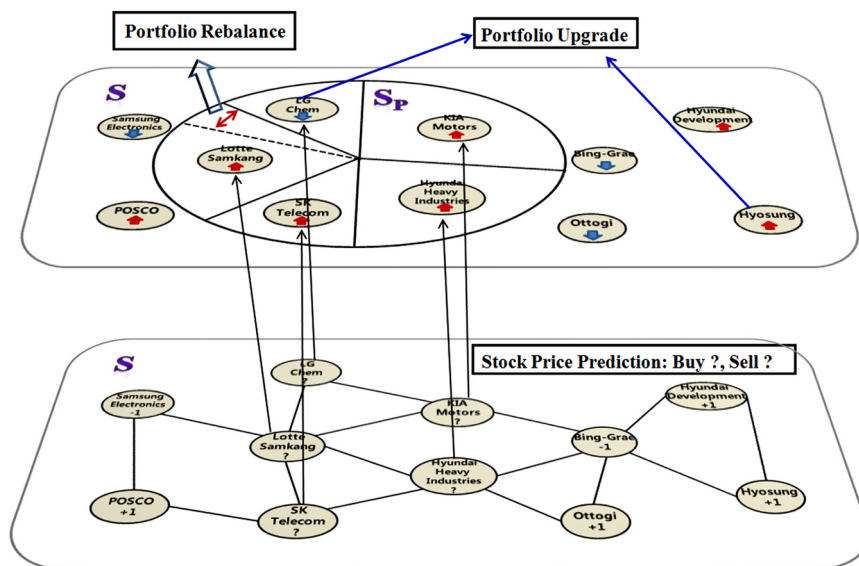 Portfolio Rebalance
Portfolio Upgrade
S
Samsung
Electronics
LG
Chem
SP
KIA
Motors
Hyundai
Development
Lotte
Samkang
Bing-Grae
POSCO
SK
Telecom
Hyundai
Heavy
Industries
Ottogi
Hyosung
S
Stock Price Prediction: Buy ?, Sell ?
LG
Chem
?
Samsung
Electronics
-1
KIA
Motors
?
Hyundai
Development
+1
Lotte
Samkang
?
Bing-Grae
-1
Hyundai
Heavy
Industries
?
POSCO
+1
SK
Telecom
?
Ottogi
+1
Hyosung
+1